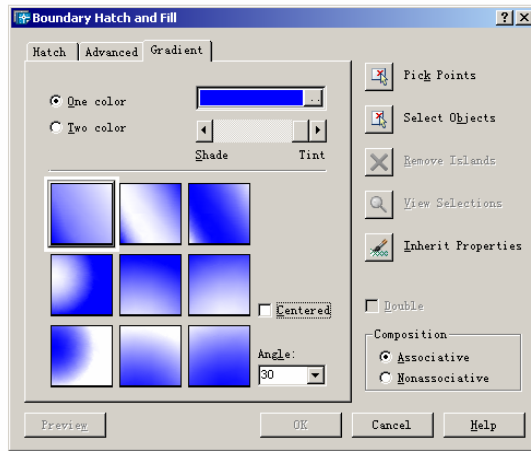 Boundary Hatch and Fill
Hatch
Advanced
Gradient
One color
Two color
Shade
Tint
Centered
Angle:
30
Pick Points
Select Objects
Remove Islands
View Selections
Inherit Properties
Double
Composition
Associative
Nonassociative
Preview
OK
Cancel
Help